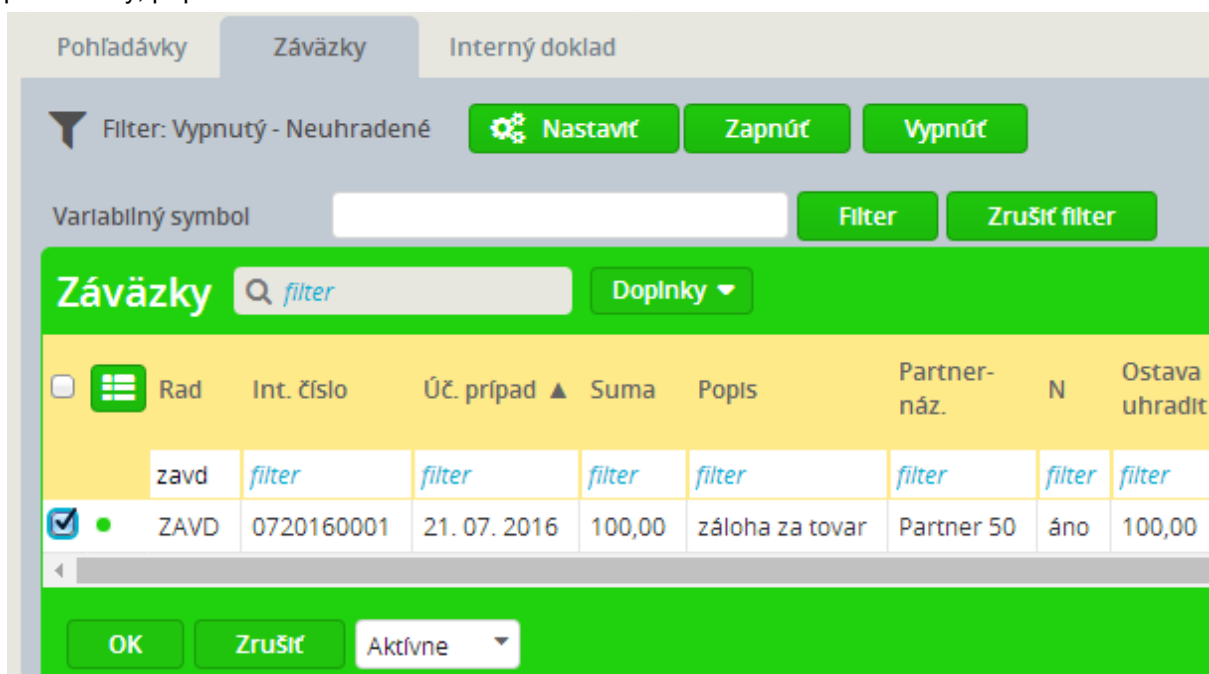 Pohľadávky Záväzky Interný doklad
Filter: Vypnutý - Neuhradené Nastaviť Zapnúť Vypnúť
Variabilný symbol Filter Zrušiť filter
Záväzky filter Doplnky
Rad Int. číslo Úč. prípad ▲ Suma Popis Partner-náz. N Ostava uhradit
zavd filter filter filter filter filter filter filter
ZAVD 0720160001 21. 07. 2016 100,00 záloha za tovar Partner 50 áno 100,00
OK Zrušiť Aktívne